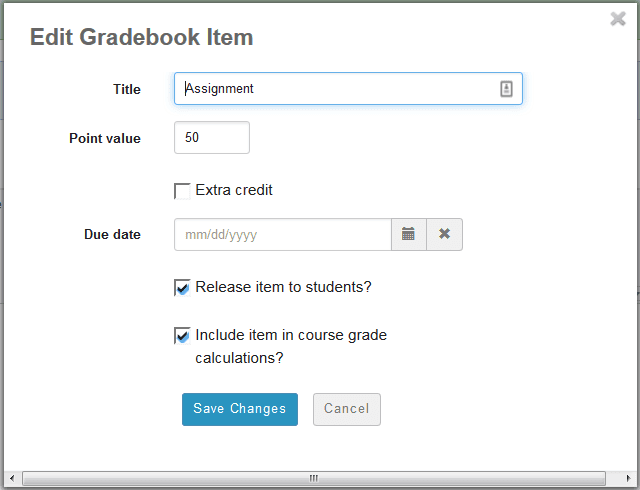 Edit Gradebook Item
Title
Assignment
Point value
50
Extra credit
Due date
mm/dd/yyyy
Release item to students?
Include item in course grade
calculations?
Save Changes
Cancel